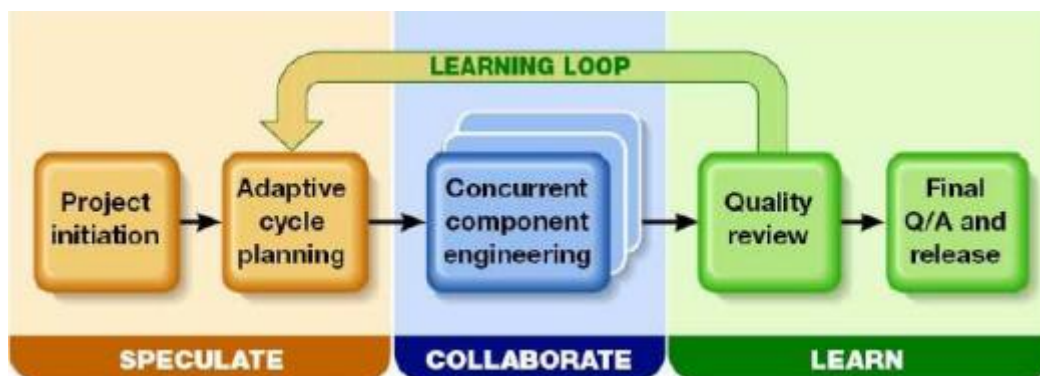 LEARNING LOOP
Project
initiation
Adaptive
cycle
planning
Concurrent
component
engineering
Quality
review
Final
Q/A and
release
SPECULATE
COLLABORATE
LEARN